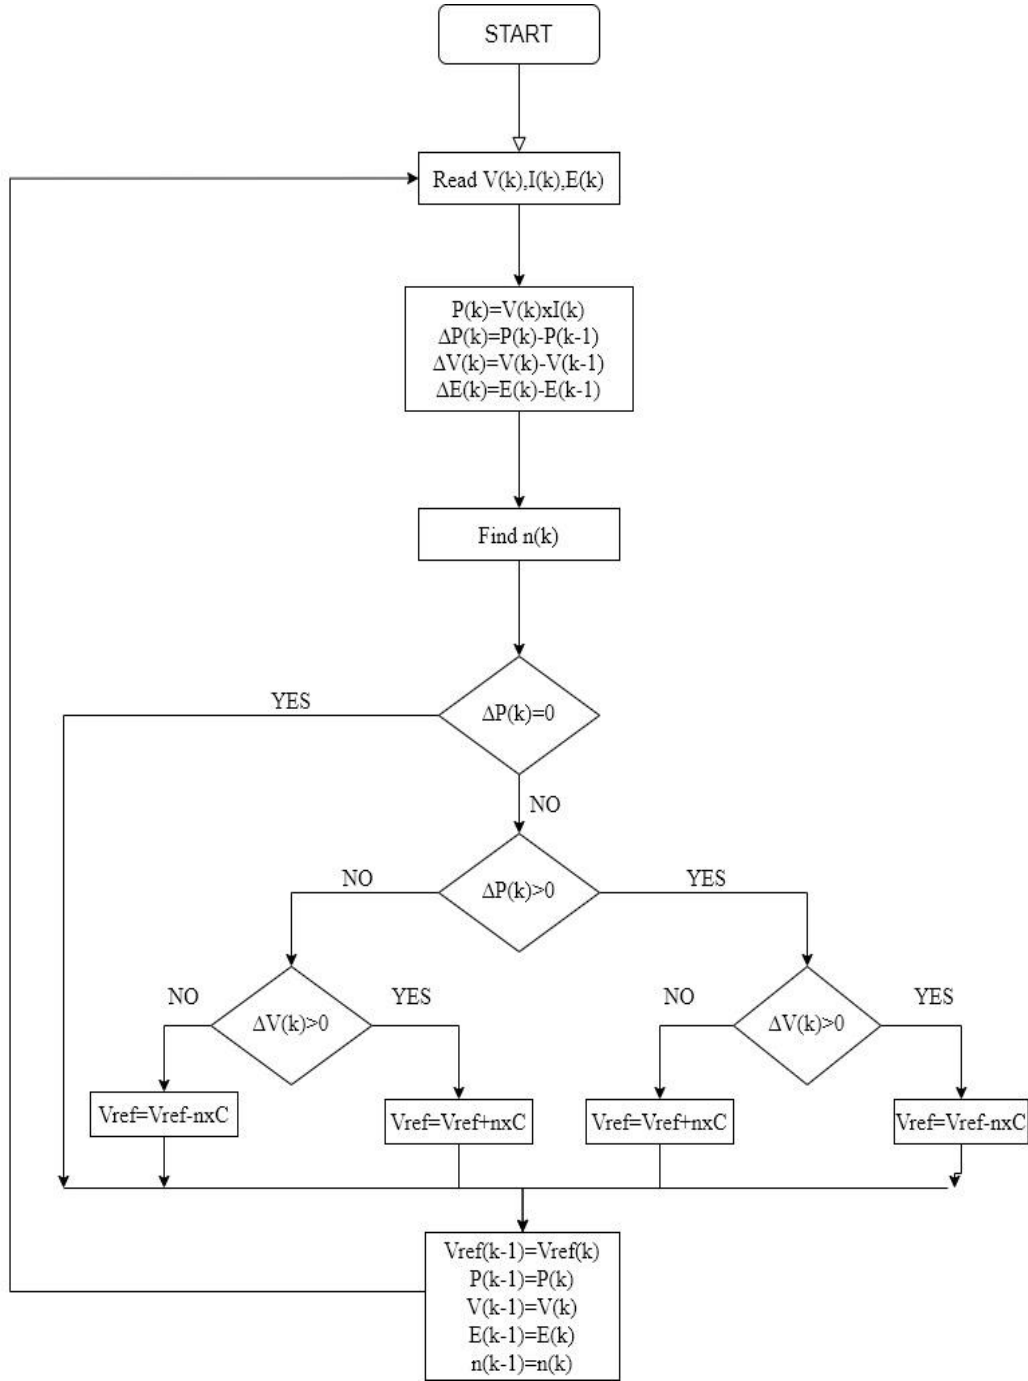 START
Read V(k),I(k),E(k)
P(k)=V(k)xI(k)
ΔP(k)=P(k)-P(k-1)
ΔV(k)=V(k)-V(k-1)
ΔE(k)=E(k)-E(k-1)
Find n(k)
YES
ΔP(k)=0
NO
NO
ΔP(k)>0
YES
NO
ΔV(k)>0
YES
NO
ΔV(k)>0
YES
Vref=Vref-nxC
Vref=Vref+nxC
Vref=Vref+nxC
Vref=Vref-nxC
Vref(k-1)=Vref(k)
P(k-1)=P(k)
V(k-1)=V(k)
E(k-1)=E(k)
n(k-1)=n(k)